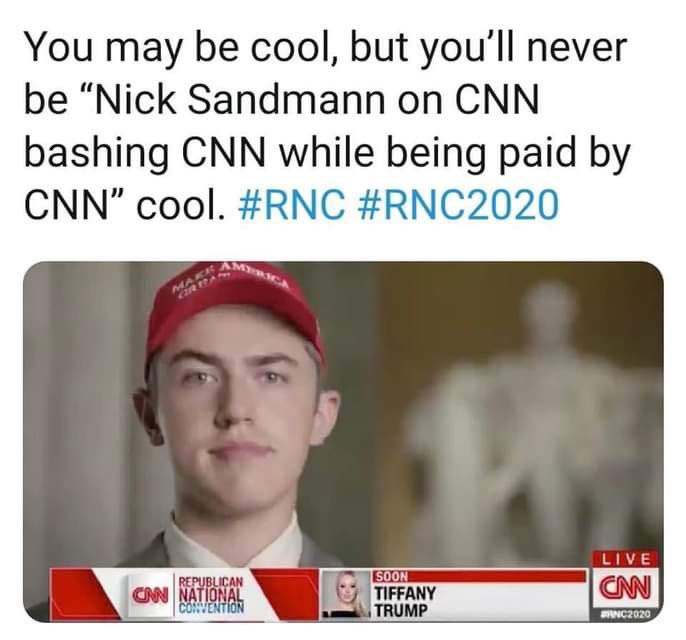 You may be cool, but you’ll never
be “Nick Sandmann on CNN
bashing CNN while being paid by
CNN” cool. #RNC #RNC2020
MAKE AMERICA
GREAT
LIVE
CNN
REPUBLICAN
NATIONAL
CONVENTION
SOON
TIFFANY
TRUMP
CNN
#RNC2020